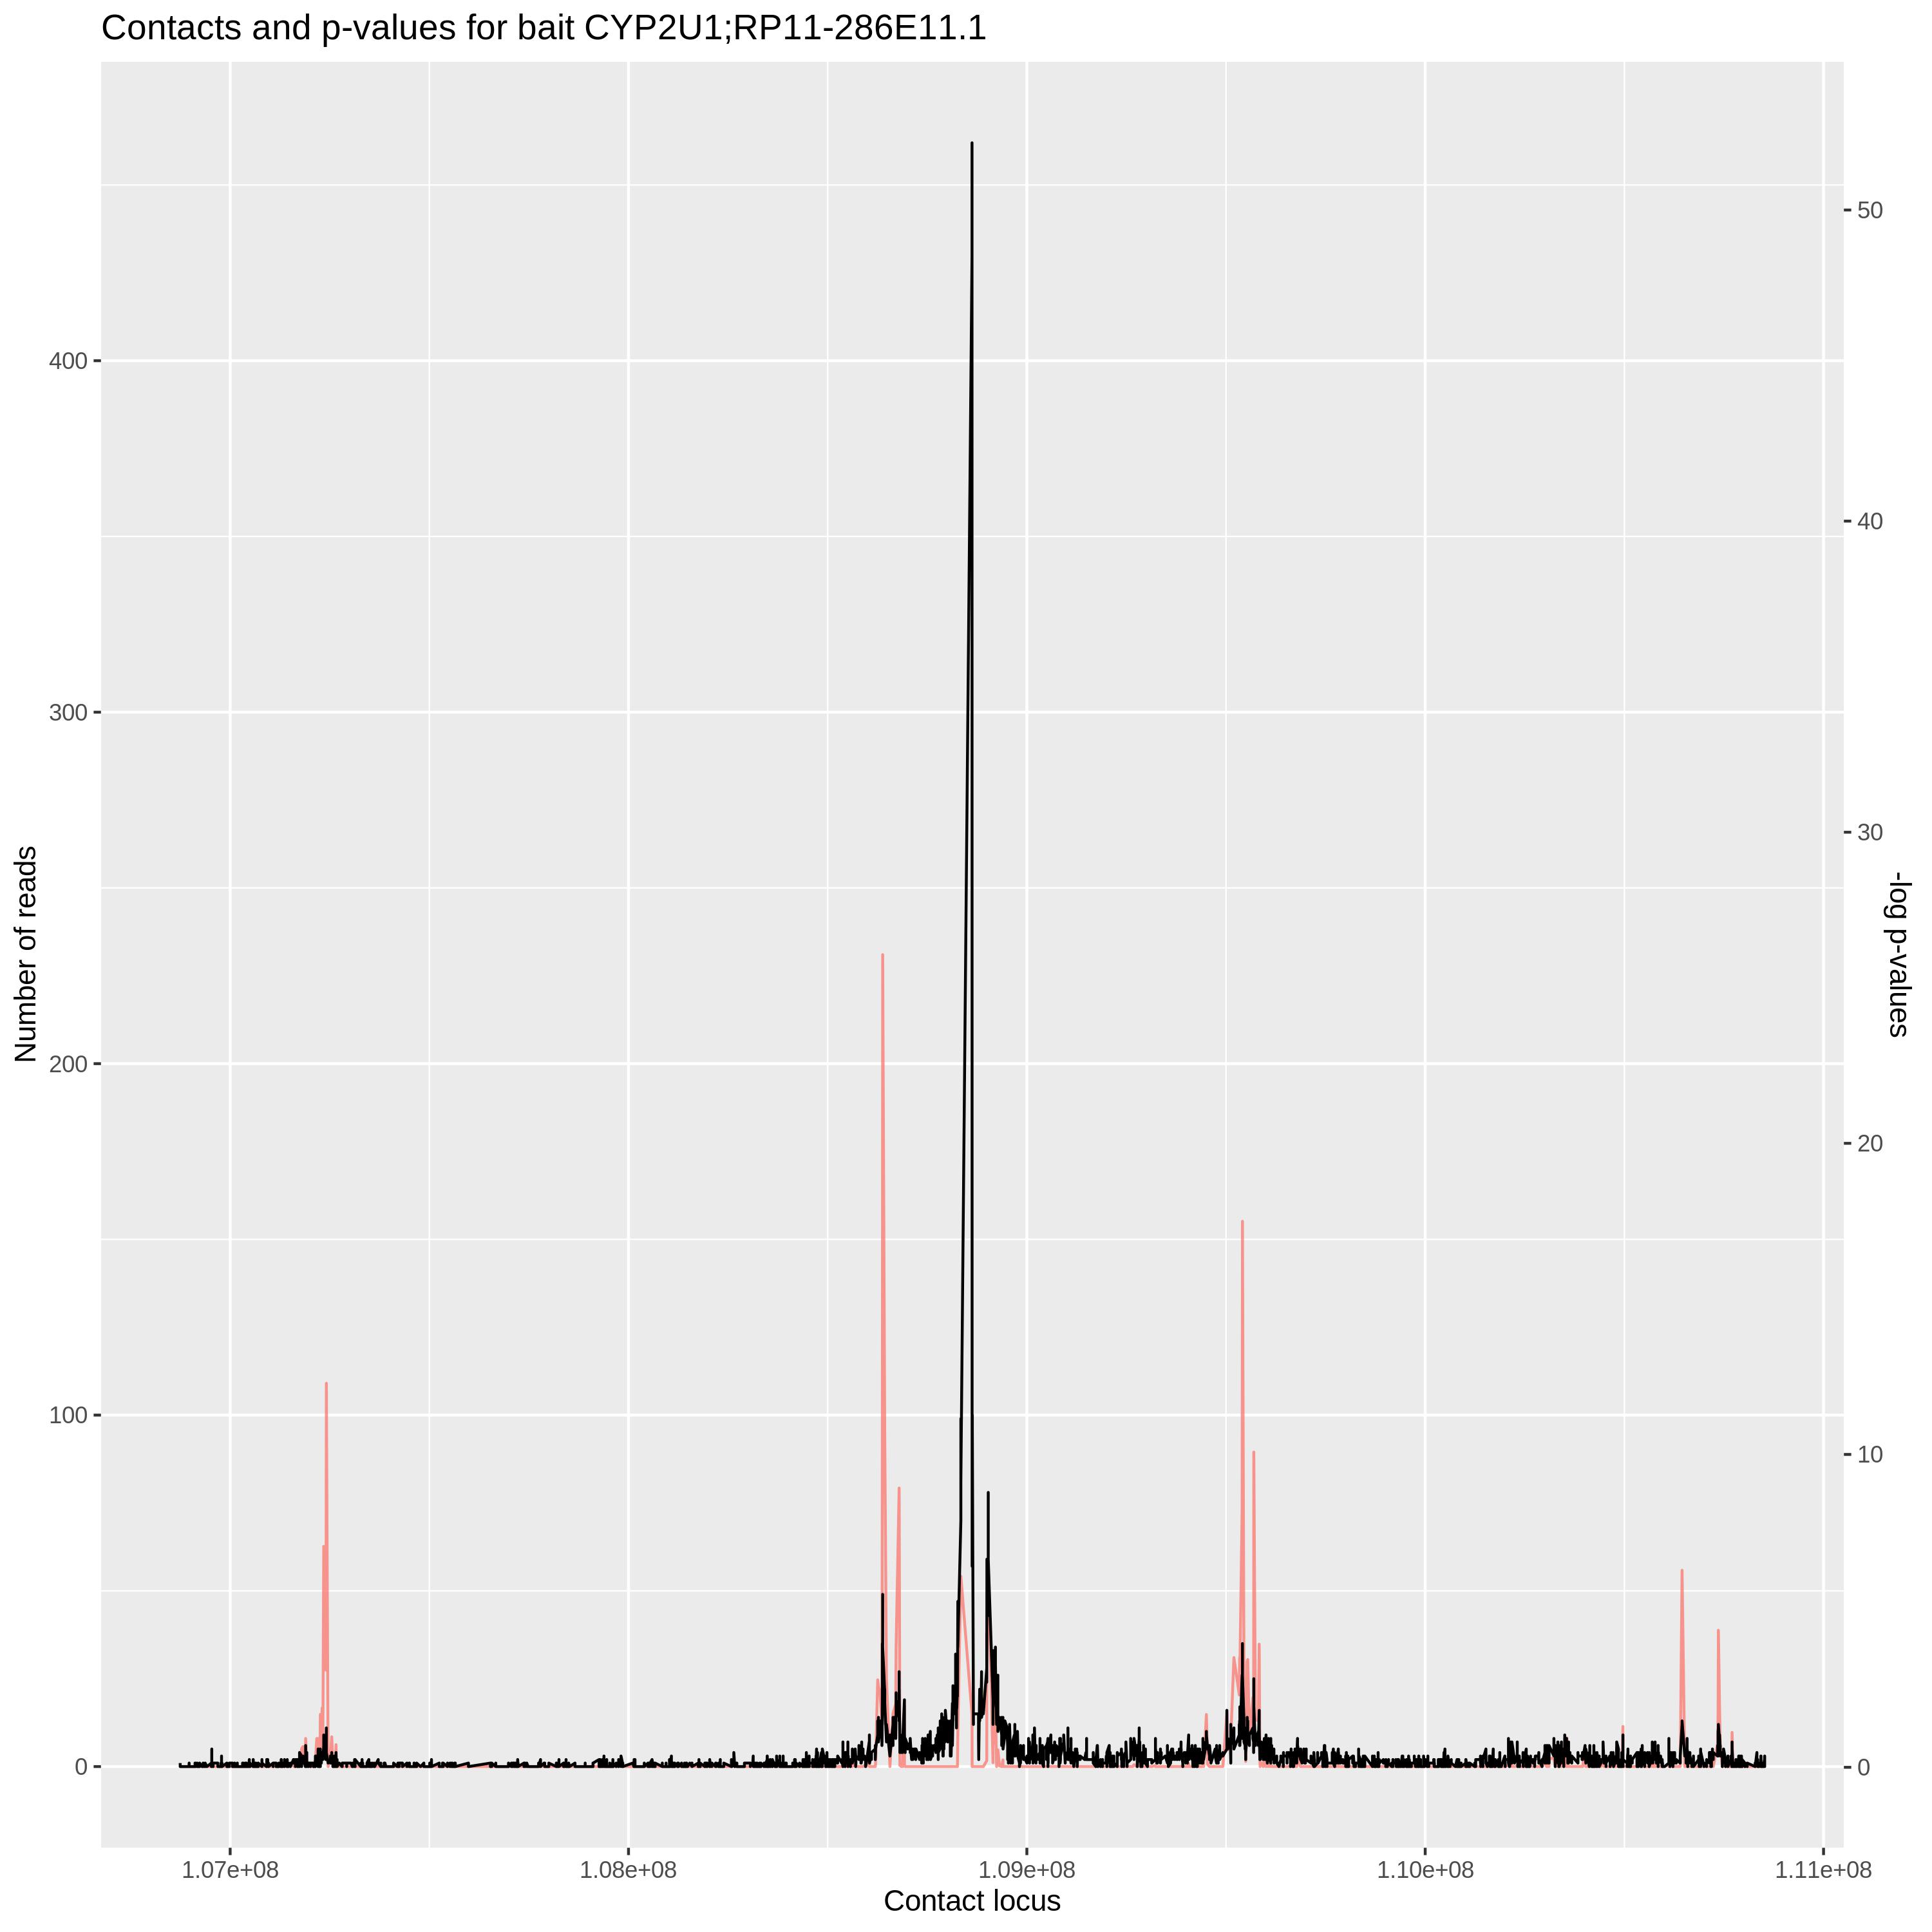 Contacts and p-values for bait CYP2U1;RP11-286E11.1
Number of reads
400
300
200
100
0
50
40
30
20
10
0
-log p-values
1.07e+08
1.08e+08
1.09e+08
1.10e+08
1.11e+08
Contact locus